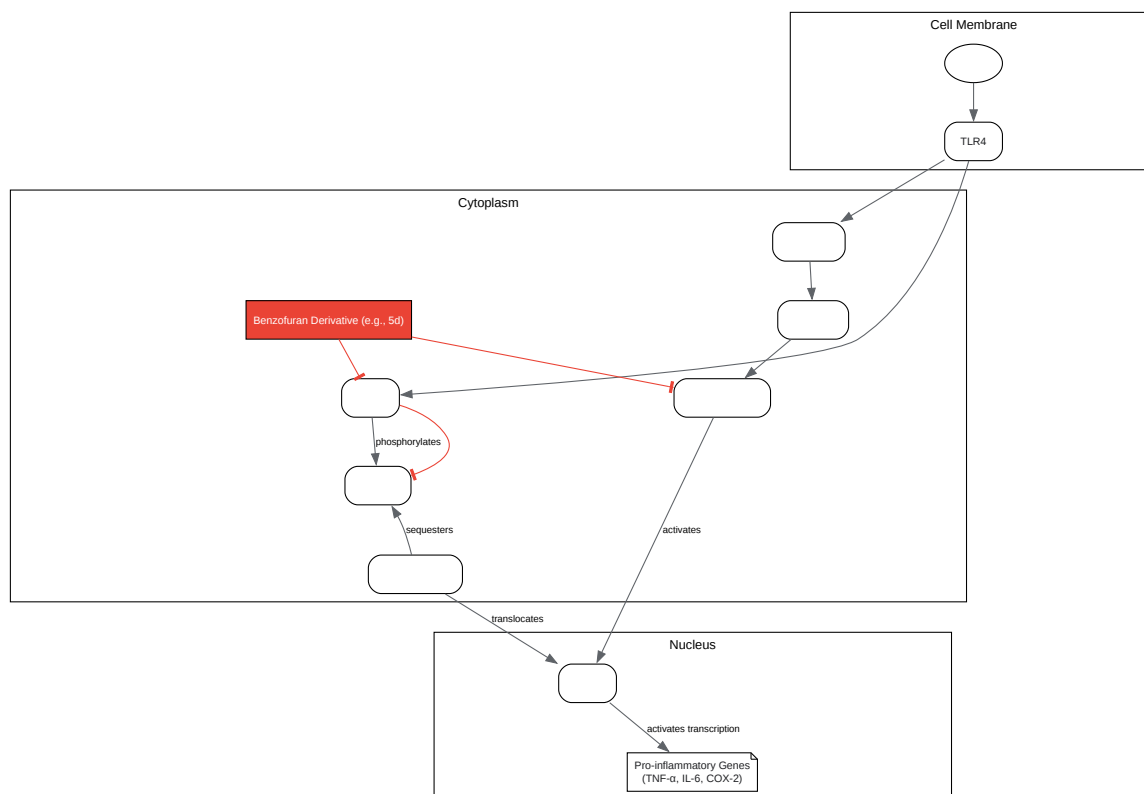 Cell Membrane
TLR4
Cytoplasm
Benzofuran Derivative (e.g., 5d)
phosphorylates
sequesters
activates
translocates
Nucleus
activates transcription
Pro-inflammatory Genes
(TNF-α, IL-6, COX-2)